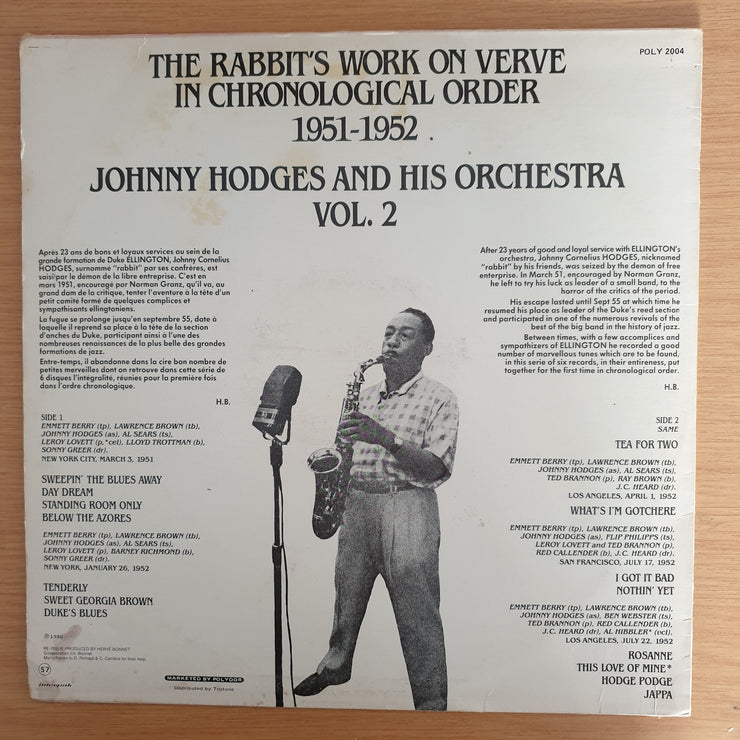 POLY 2004
THE RABBIT'S WORK ON VERVE
IN CHRONOLOGICAL ORDER
1951-1952
JOHNNY HODGES AND HIS ORCHESTRA
VOL. 2
Après 23 ans de bons et loyaux services au sein de la
grande formation de Duke ELLINGTON, Johnny Cornelius
HODGES, surnommé "rabbit" par ses confrères, est
saisi par le démon de la libre entreprise. C'est en
mars 1951, encouragé par Norman Granz, qu'il va, au
grand dam de la critique, tenter l'aventure à la tête d'un
petit comité formé de quelques complices et
sympathisants ellingtoniens.
La fugue se prolonge jusqu'en septembre 55, date à
laquelle il reprend sa place à la tête de la section
d'anches du Duke, participant ainsi à l'une des
nombreuses renaissances de la plus belle des grandes
formations de jazz.
Entre-temps, il abandonne dans la cire bon nombre de
petites merveilles dont on retrouve dans cette série de
6 disques l'intégralité, réunies pour la première fois
dans l'ordre chronologique.
H.B.
After 23 years of good and loyal service with ELLINGTON's
orchestra, Johnny Cornelius HODGES, nicknamed
"rabbit" by his friends, was seized by the demon of free
enterprise. In March 51, encouraged by Norman Granz,
he left to try his luck as leader of a small band, to the
horror of the critics of the period.
His escape lasted until Sept 55 at which time he
resumed his place as leader of the Duke's reed section
and participated in one of the numerous revivals of the
best of the big band in the history of jazz.
Between times, with a few accomplices and
sympathizers of ELLINGTON he recorded a good
number of marvellous tunes which are to be found,
in this serie of six records, in their entireness, put
together for the first time in chronological order.
H.B.
SIDE 1
EMMETT BERRY (tp), LAWRENCE BROWN (tb),
JOHNNY HODGES (as), AL SEARS (ts),
LEROY LOVETT (p, *cel), LLOYD TROTTMAN (b),
SONNY GREER (dr).
NEW YORK CITY, MARCH 3, 1951
SWEEPIN' THE BLUES AWAY
DAY DREAM
STANDING ROOM ONLY
BELOW THE AZORES
EMMETT BERRY (tp), LAWRENCE BROWN (tb),
JOHNNY HODGES (as), AL SEARS (ts),
LEROY LOVETT (p), BARNEY RICHMOND (b),
SONNY GREER (dr).
NEW YORK, JANUARY 26, 1952
TENDERLY
SWEET GEORGIA BROWN
DUKE'S BLUES
SIDE 2
SAME
TEA FOR TWO
EMMETT BERRY (tp), LAWRENCE BROWN (tb),
JOHNNY HODGES (as), AL SEARS (ts),
TED BRANNON (p), RAY BROWN (b),
J.C. HEARD (dr).
LOS ANGELES, APRIL 1, 1952
WHAT'S I'M GOTCHERE
EMMETT BERRY (tp), LAWRENCE BROWN (tb),
JOHNNY HODGES (as), FLIP PHILIPPS (ts),
LEROY LOVETT and TED BRANNON (p),
RED CALLENDER (b), J.C. HEARD (dr).
SAN FRANCISCO, JULY 17, 1952
I GOT IT BAD
NOTHIN' YET
EMMETT BERRY (tp), LAWRENCE BROWN (tb),
JOHNNY HODGES (as), BEN WEBSTER (ts),
TED BRANNON (p), RED CALLENDER (b),
J.C. HEARD (dr), AL HIBBLER* (vcl).
LOS ANGELES, JULY 22, 1952
ROSANNE
THIS LOVE OF MINE*
HODGE PODGE
JAPPA
℗ 1980
RE-ISSUE PRODUCED BY HERVÉ BONNET
Collaboration Ch. Bonnet
Many thanks to D. Richard & C. Carrière for their help
57
interpak
MARKETED BY POLYDOR
Distributed by Trutone